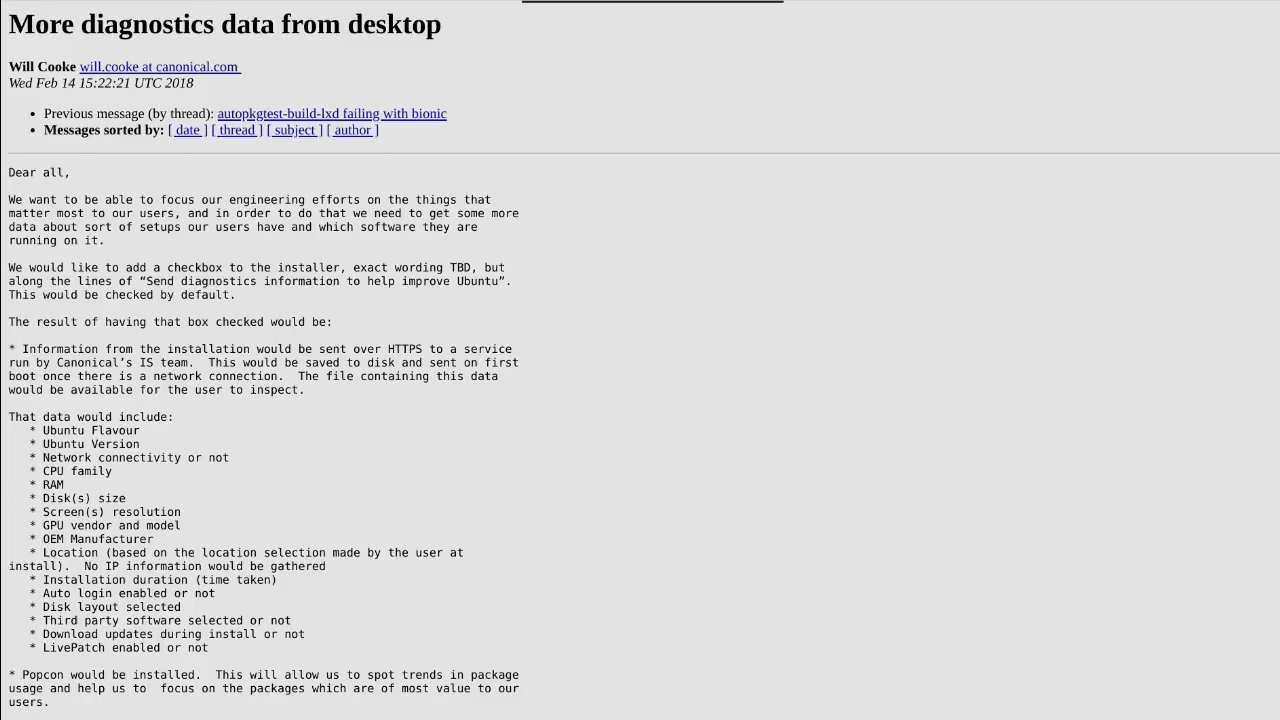 More diagnostics data from desktop
Will Cooke will.cooke at canonical.com
Wed Feb 14 15:22:21 UTC 2018
• Previous message (by thread): autopkgtest-build-lxd failing with bionic
• Messages sorted by: [ date ] [ thread ] [ subject ] [ author ]
Dear all,
We want to be able to focus our engineering efforts on the things that
matter most to our users, and in order to do that we need to get some more
data about sort of setups our users have and which software they are
running on it.
We would like to add a checkbox to the installer, exact wording TBD, but
along the lines of “Send diagnostics information to help improve Ubuntu”.
This would be checked by default.
The result of having that box checked would be:
* Information from the installation would be sent over HTTPS to a service
run by Canonical’s IS team.  This would be saved to disk and sent on first
boot once there is a network connection.  The file containing this data
would be available for the user to inspect.
That data would include:
* Ubuntu Flavour
* Ubuntu Version
* Network connectivity or not
* CPU family
* RAM
* Disk(s) size
* Screen(s) resolution
* GPU vendor and model
* OEM Manufacturer
* Location (based on the location selection made by the user at
install).  No IP information would be gathered
* Installation duration (time taken)
* Auto login enabled or not
* Disk layout selected
* Third party software selected or not
* Download updates during install or not
* LivePatch enabled or not
* Popcon would be installed.  This will allow us to spot trends in package
usage and help us to  focus on the packages which are of most value to our
users.